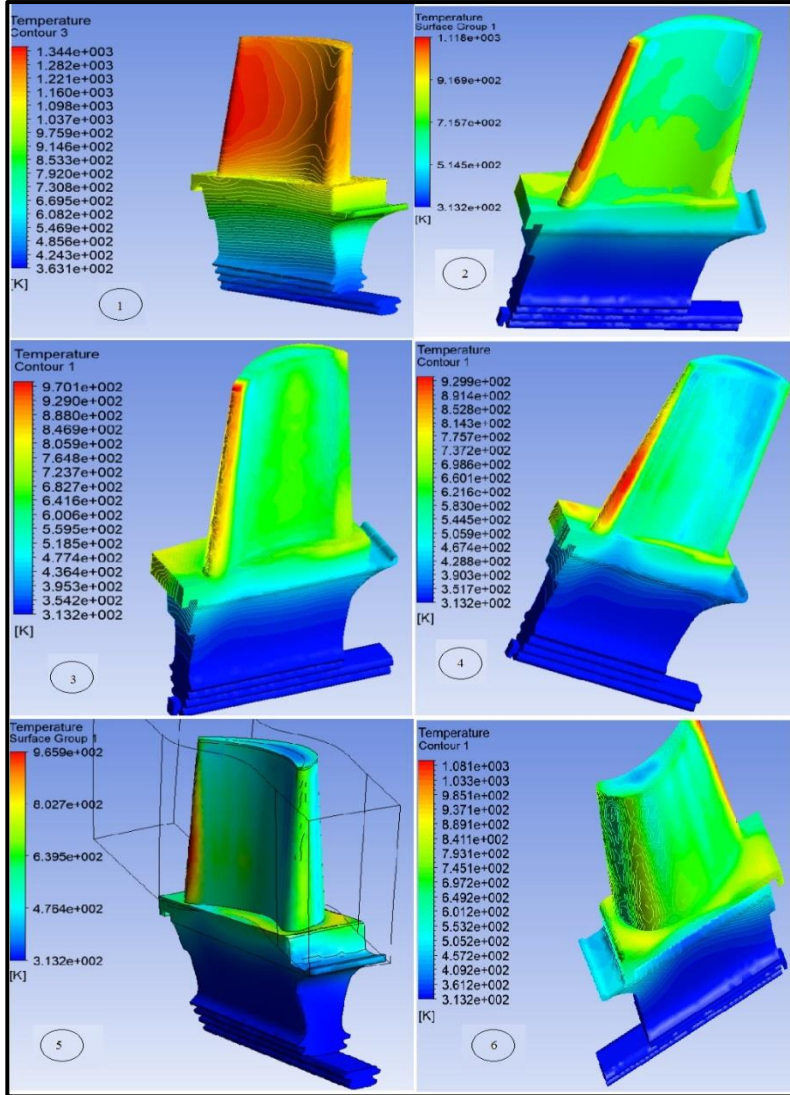 Temperature
Contour 3
1.344e+003
1.282e+003
1.221e+003
1.160e+003
1.098e+003
1.037e+003
9.759e+002
9.146e+002
8.533e+002
7.920e+002
7.308e+002
6.695e+002
6.082e+002
5.469e+002
4.856e+002
4.243e+002
3.631e+002
[K]
1
Temperature
Surface Group 1
1.118e+003
9.169e+002
7.157e+002
5.145e+002
3.132e+002
[K]
2
Temperature
Contour 1
9.701e+002
9.290e+002
8.880e+002
8.469e+002
8.059e+002
7.648e+002
7.237e+002
6.827e+002
6.416e+002
6.006e+002
5.595e+002
5.185e+002
4.774e+002
4.364e+002
3.953e+002
3.542e+002
3.132e+002
[K]
3
Temperature
Contour 1
9.299e+002
8.914e+002
8.528e+002
8.143e+002
7.757e+002
7.372e+002
6.986e+002
6.601e+002
6.216e+002
5.830e+002
5.445e+002
5.059e+002
4.674e+002
4.288e+002
3.903e+002
3.517e+002
3.132e+002
[K]
4
Temperature
Surface Group 1
9.659e+002
8.027e+002
6.395e+002
4.764e+002
3.132e+002
[K]
5
Temperature
Contour 1
1.081e+003
1.033e+003
9.851e+002
9.371e+002
8.891e+002
8.411e+002
7.931e+002
7.451e+002
6.972e+002
6.492e+002
6.012e+002
5.532e+002
5.052e+002
4.572e+002
4.092e+002
3.612e+002
3.132e+002
[K]
6